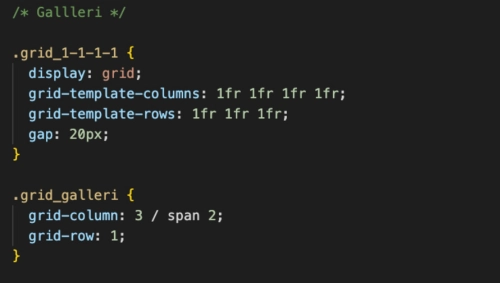 /* Gallleri */
.grid_1-1-1-1 {
display: grid;
grid-template-columns: 1fr 1fr 1fr 1fr;
grid-template-rows: 1fr 1fr 1fr;
gap: 20px;
}
.grid_galleri {
grid-column: 3 / span 2;
grid-row: 1;
}